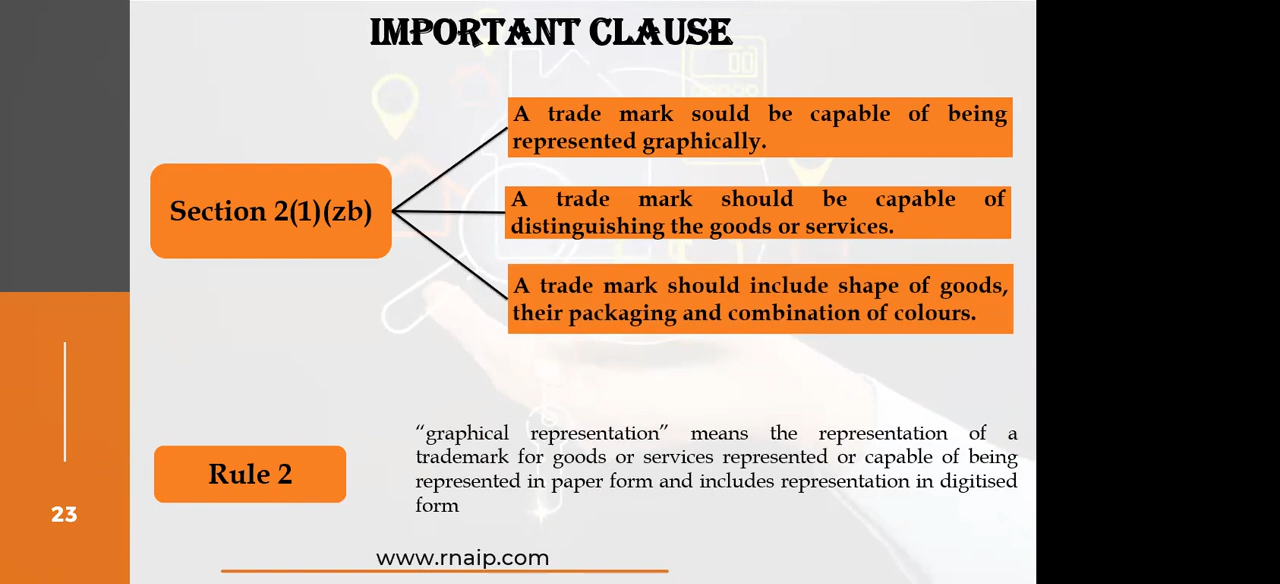 IMPORTANT CLAUSE
A trade mark sould be capable of being
represented graphically.
Section 2(1)(zb)
A trade mark should be capable of
distinguishing the goods or services.
A trade mark should include shape of goods,
their packaging and combination of colours.
Rule 2
“graphical representation” means the representation of a
trademark for goods or services represented or capable of being
represented in paper form and includes representation in digitised
form
23
www.rnaip.com